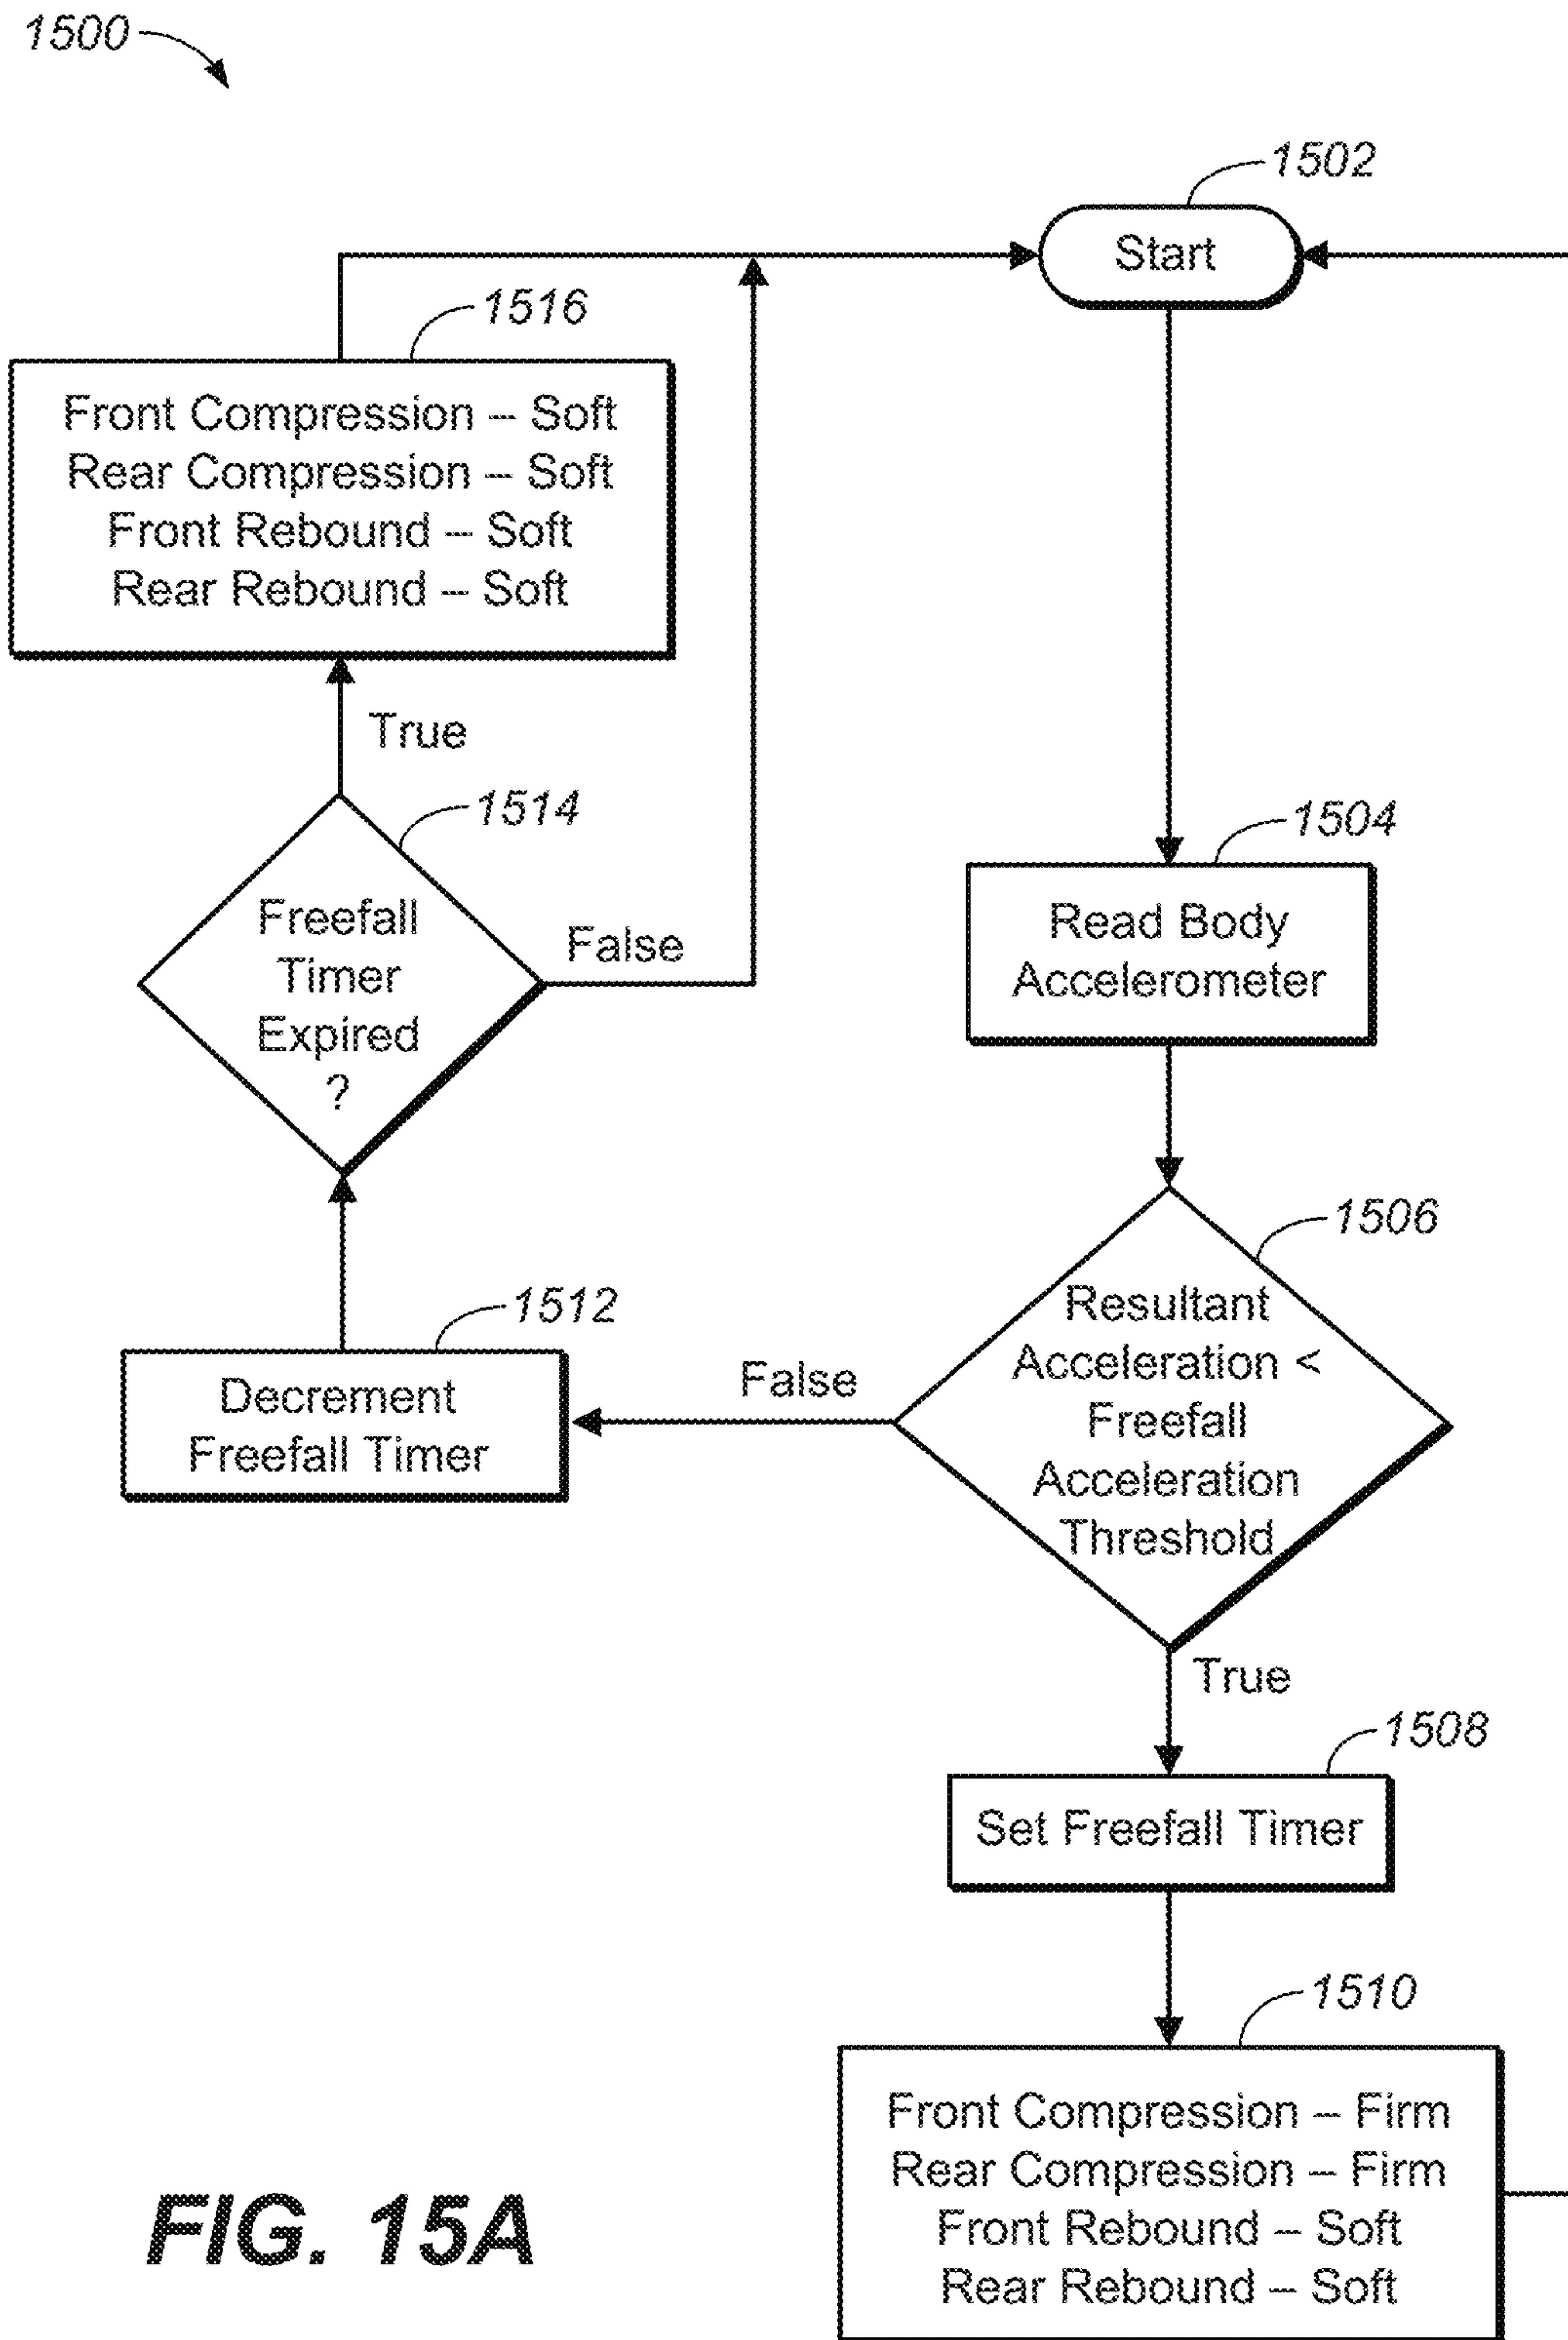 1500
1502
Start
1516
Front Compression – Soft
Rear Compression – Soft
Front Rebound – Soft
Rear Rebound – Soft
True
1514
Freefall
Timer
Expired
?
False
1504
Read Body
Accelerometer
1506
Resultant
Acceleration <
Freefall
Acceleration
Threshold
False
1512
Decrement
Freefall Timer
True
1508
Set Freefall Timer
1510
Front Compression – Firm
Rear Compression – Firm
Front Rebound – Soft
Rear Rebound – Soft
FIG. 15A